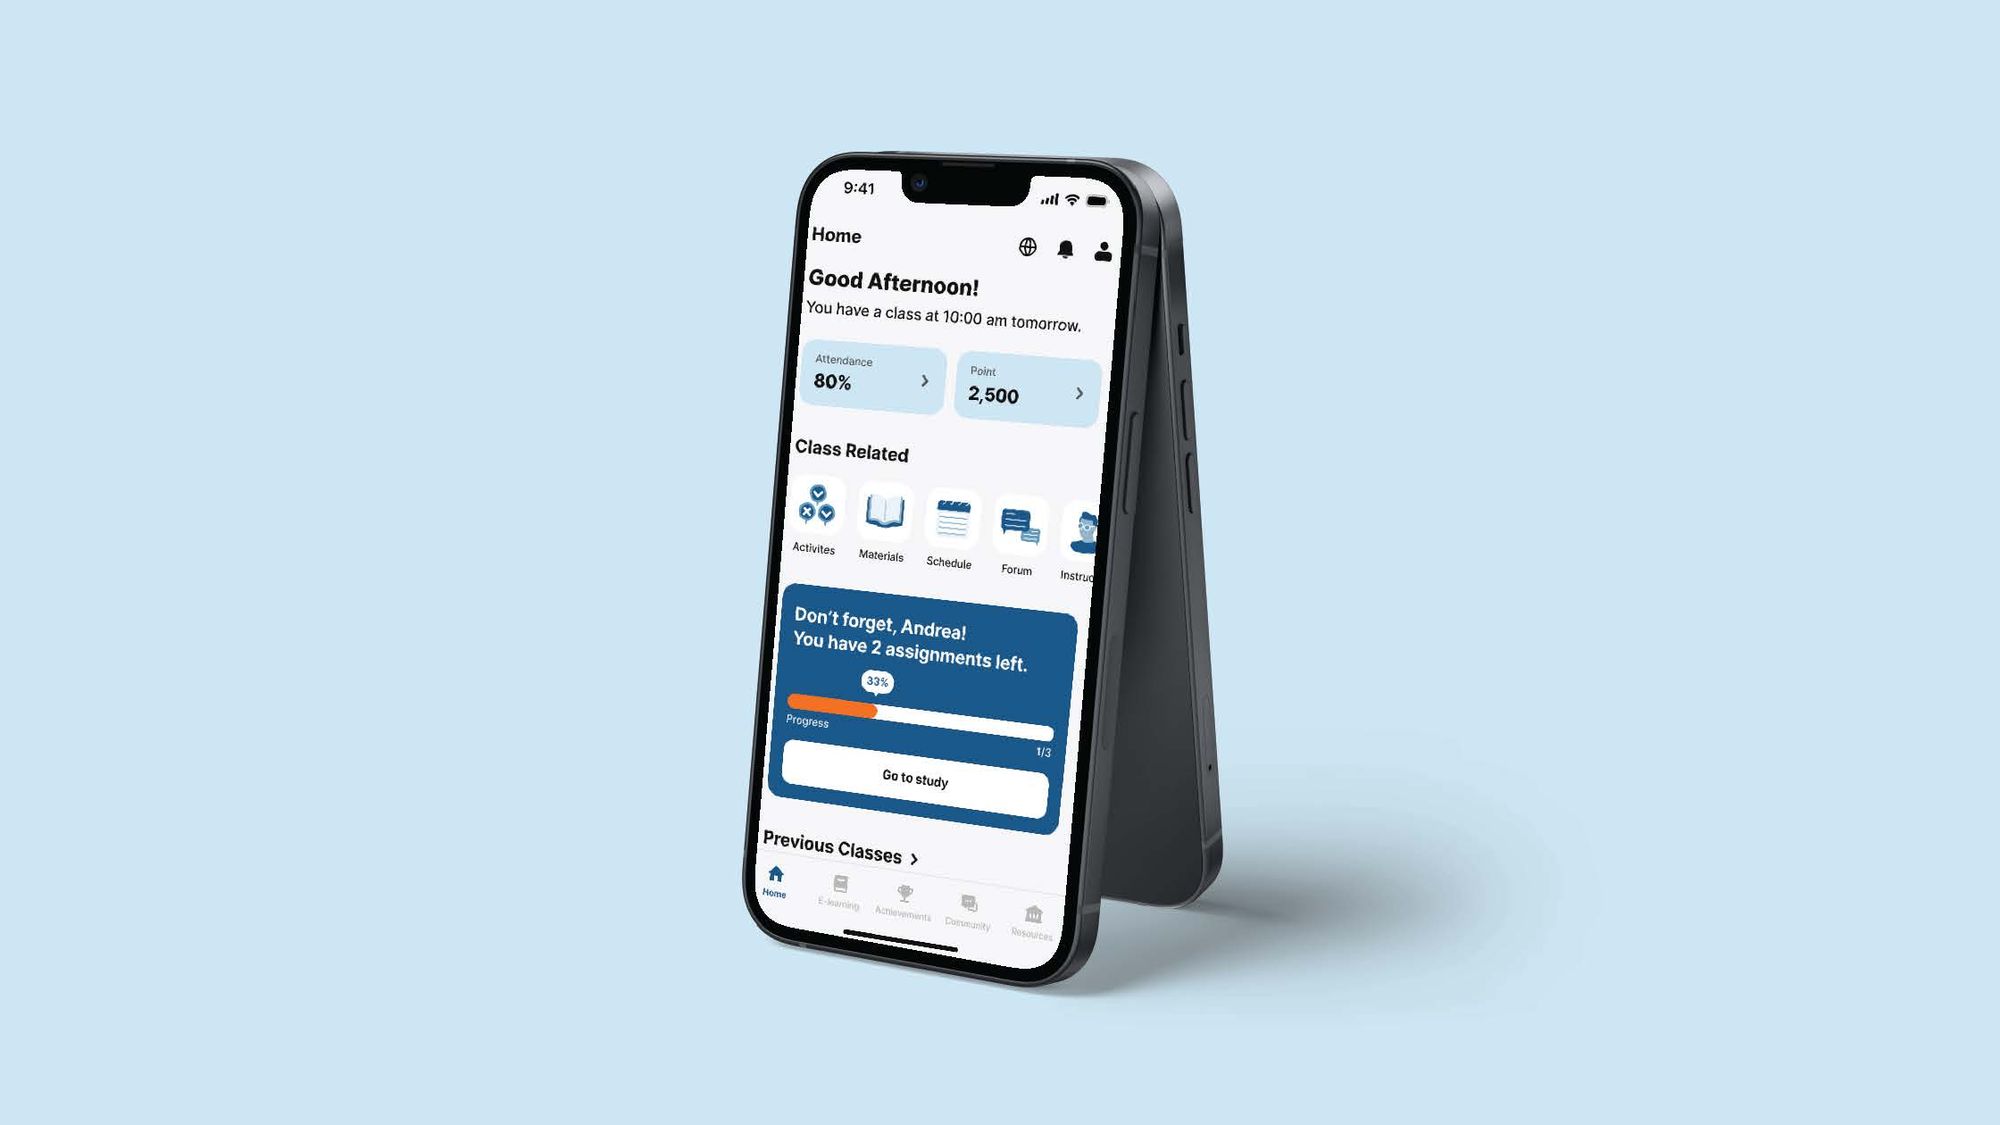 9:41
Home
Good Afternoon!
You have a class at 10:00 am tomorrow.
Attendance
80%
Point
2,500
Class Related
Activites
Materials
Schedule
Forum
Instruc
Don't forget, Andrea!
You have 2 assignments left.
33%
Progress
1/3
Go to study
Previous Classes
Home
E-learning
Achievements
Community
Resources